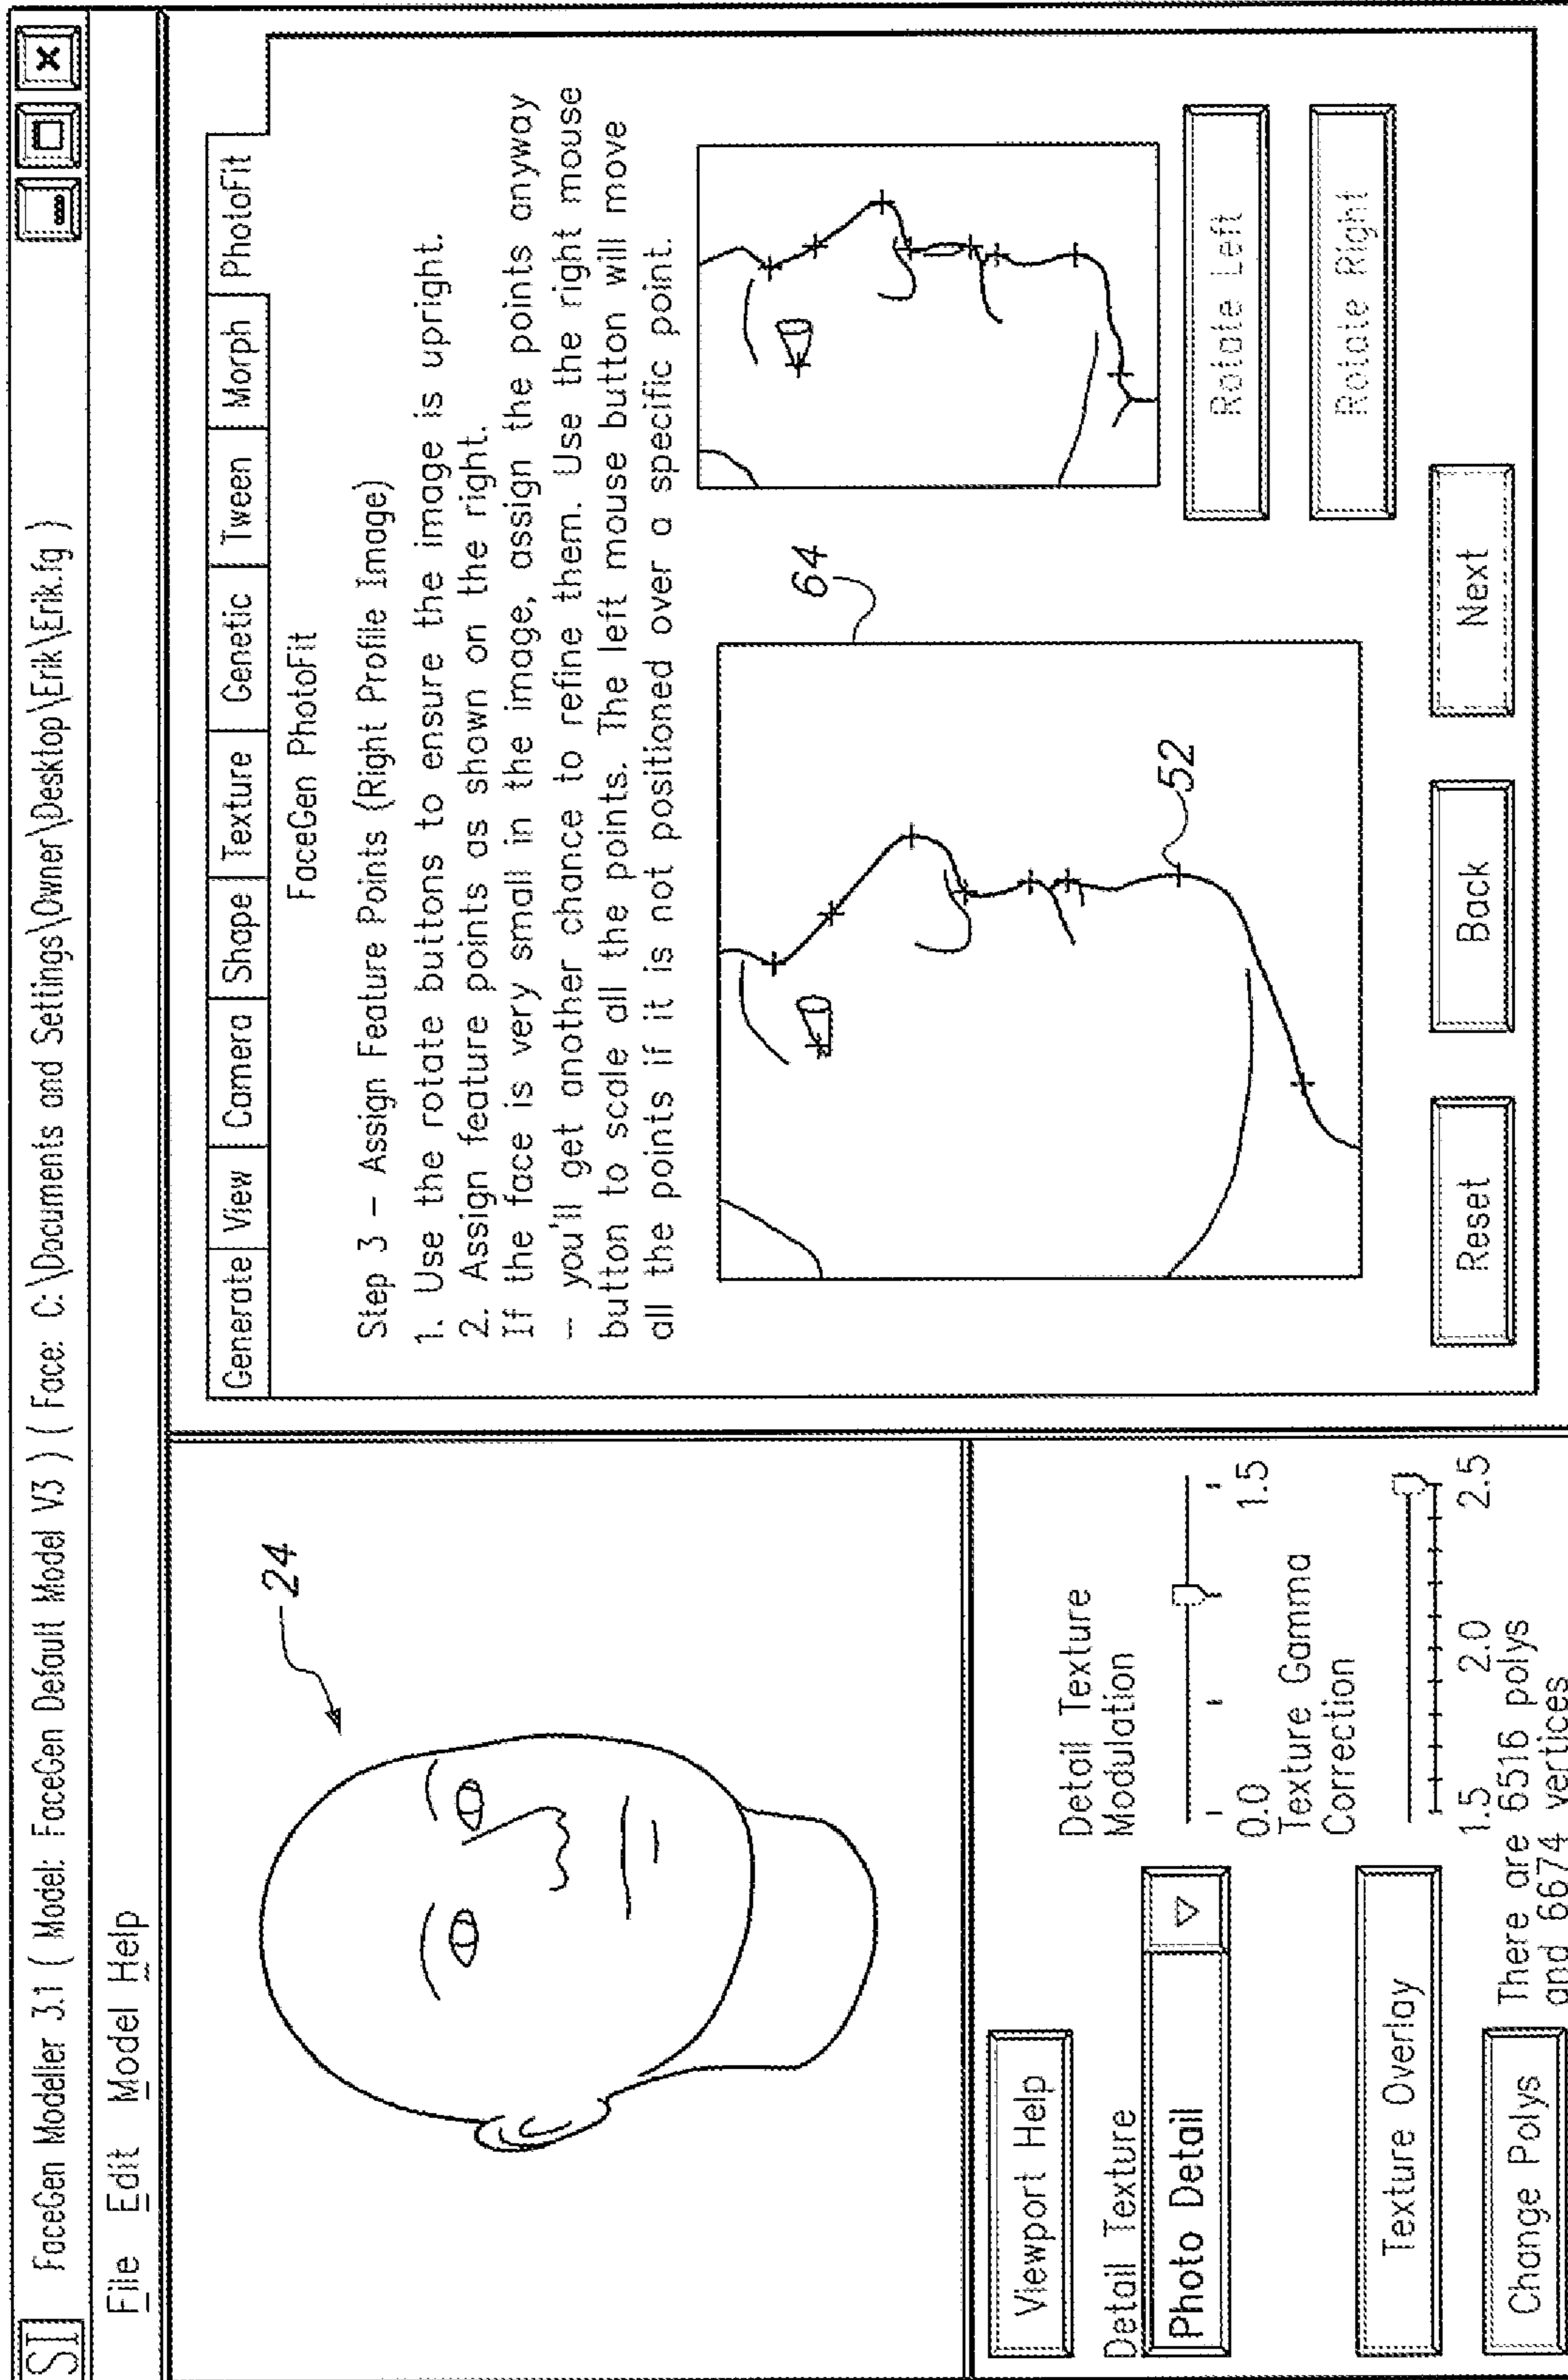 SI FaceGen Modeller 3.1 ( Model: FaceGen Default Model V3 ) ( Face: C:\Documents and Settings\Owner\Desktop\Erik\Erik.fg )
File Edit Model Help
24
Viewport Help
Detail Texture
Photo Detail
Detail Texture
Modulation
0.0 1.5
Texture Gamma
Correction
1.5 2.0 2.5
Texture Overlay
Change Polys
There are 6516 polys
and 6674 vertices
Generate View Camera Shape Texture Genetic Tween Morph PhotoFit
FaceGen PhotoFit
Step 3 – Assign Feature Points (Right Profile Image)
1. Use the rotate buttons to ensure the image is upright.
2. Assign feature points as shown on the right.
If the face is very small in the image, assign the points anyway
– you'll get another chance to refine them. Use the right mouse
button to scale all the points. The left mouse button will move
all the points if it is not positioned over a specific point.
64
52
Rotate Left
Rotate Right
Reset Back Next